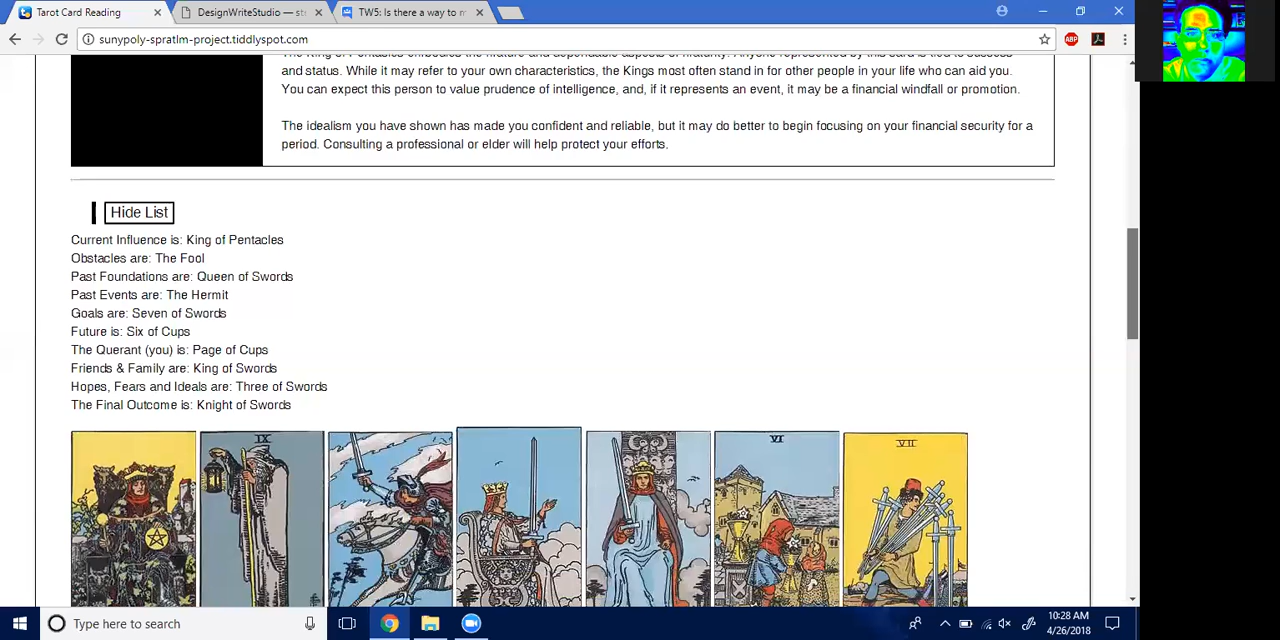 Tarot Card Reading
DesignWriteStudio — ste
TW5: Is there a way to m
sunypoly-spratlm-project.tiddlyspot.com
ABP
and status. While it may refer to your own characteristics, the Kings most often stand in for other people in your life who can aid you.
You can expect this person to value prudence of intelligence, and, if it represents an event, it may be a financial windfall or promotion.
The idealism you have shown has made you confident and reliable, but it may do better to begin focusing on your financial security for a
period. Consulting a professional or elder will help protect your efforts.
Hide List
Current Influence is: King of Pentacles
Obstacles are: The Fool
Past Foundations are: Queen of Swords
Past Events are: The Hermit
Goals are: Seven of Swords
Future is: Six of Cups
The Querant (you) is: Page of Cups
Friends & Family are: King of Swords
Hopes, Fears and Ideals are: Three of Swords
The Final Outcome is: Knight of Swords
IX
VI
VII
Type here to search
10:28 AM
4/26/2018